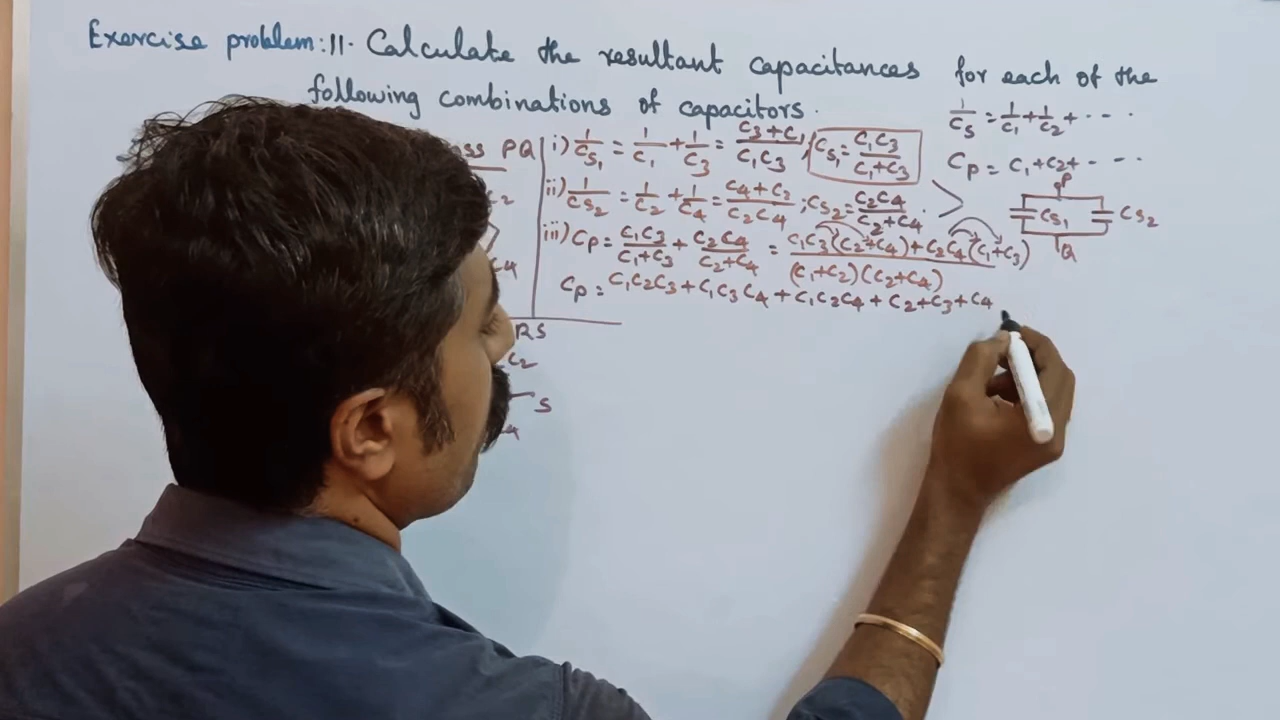 Exercise problem:11. Calculate the resultant capacitances for each of the
following combinations of capacitors.
1/Cs = 1/C1 + 1/C2 + - - -
Cp = C1+C2+ - - -
ss PQ
C4
RS
C2
S
i) 1/Cs1 = 1/C1 + 1/C3 = C3+C1/C1C3; Cs1 = C1C3/C1+C3
ii) 1/Cs2 = 1/C2 + 1/C4 = C4+C2/C2C4; Cs2 = C2C4/C2+C4.
iii) Cp = C1C3/C1+C3 + C2C4/C2+C4 = C1C3(C2+C4)+C2C4(C1+C3)/(C1+C2)(C2+C4)
Cp = C1C2C3+C1C3C4+C1C2C4+C2+C3+C4
P
Cs1 Cs2
Q